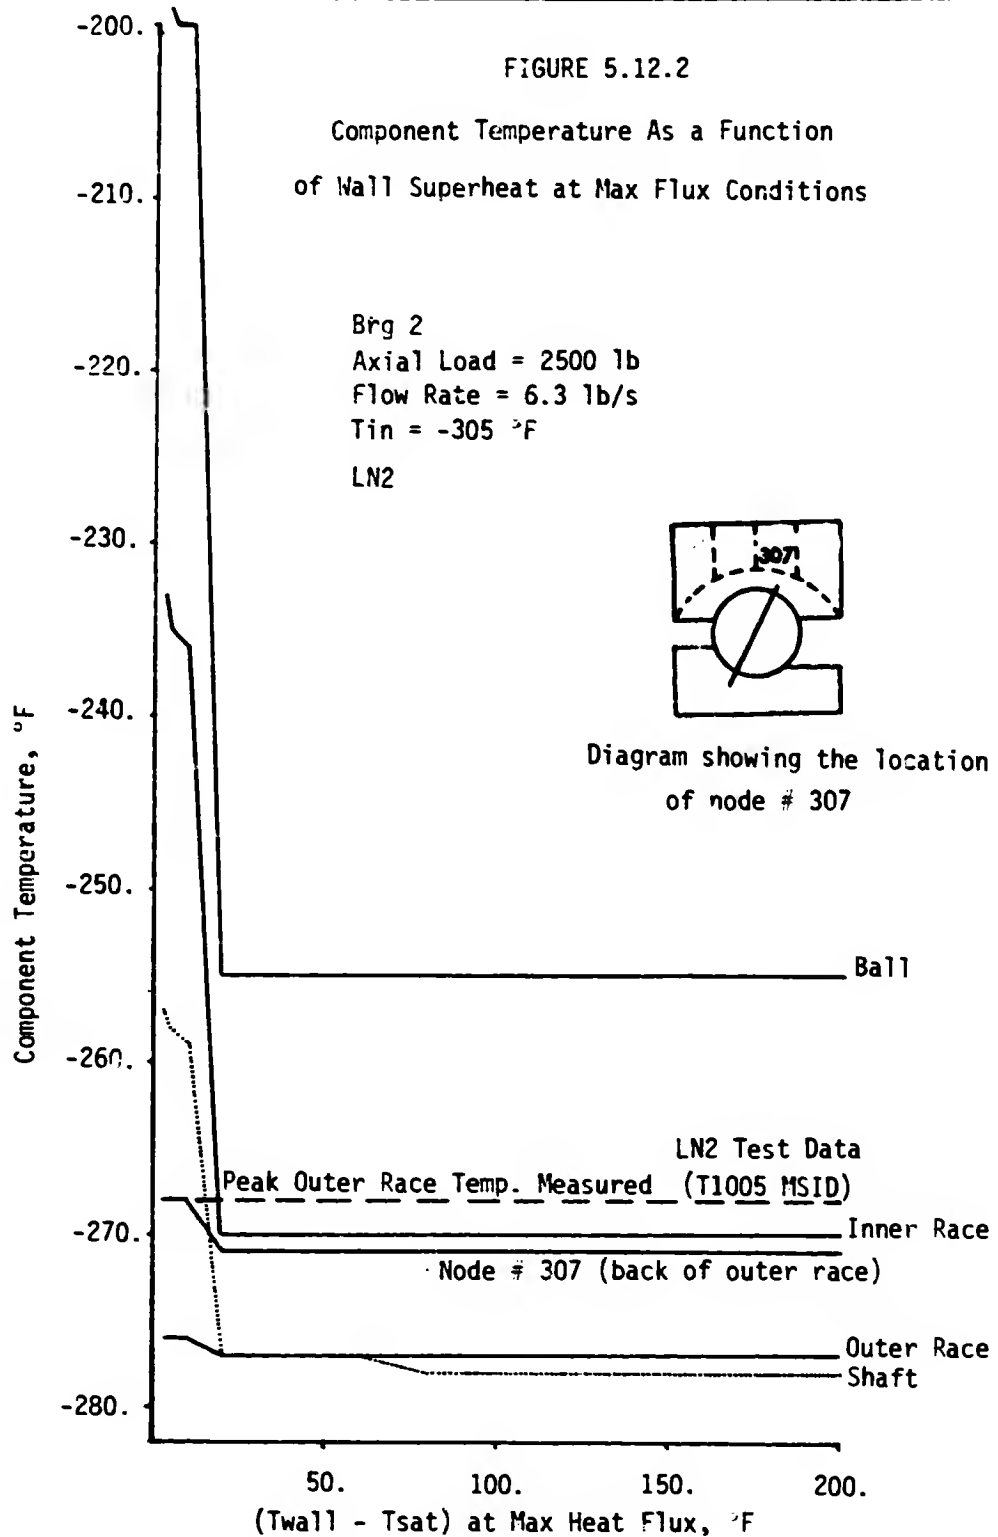 FIGURE 5.12.2
Component Temperature As a Function
of Wall Superheat at Max Flux Conditions
Brg 2
Axial Load = 2500 lb
Flow Rate = 6.3 lb/s
Tin = -305 °F
LN2
307
Diagram showing the location
of node # 307
Component Temperature, °F
-200.
-210.
-220.
-230.
-240.
-250.
-260.
-270.
-280.
Ball
LN2 Test Data
Peak Outer Race Temp. Measured (T1005 MSID)
Inner Race
Node # 307 (back of outer race)
Outer Race
Shaft
50.
100.
150.
200.
(Twall - Tsat) at Max Heat Flux, °F